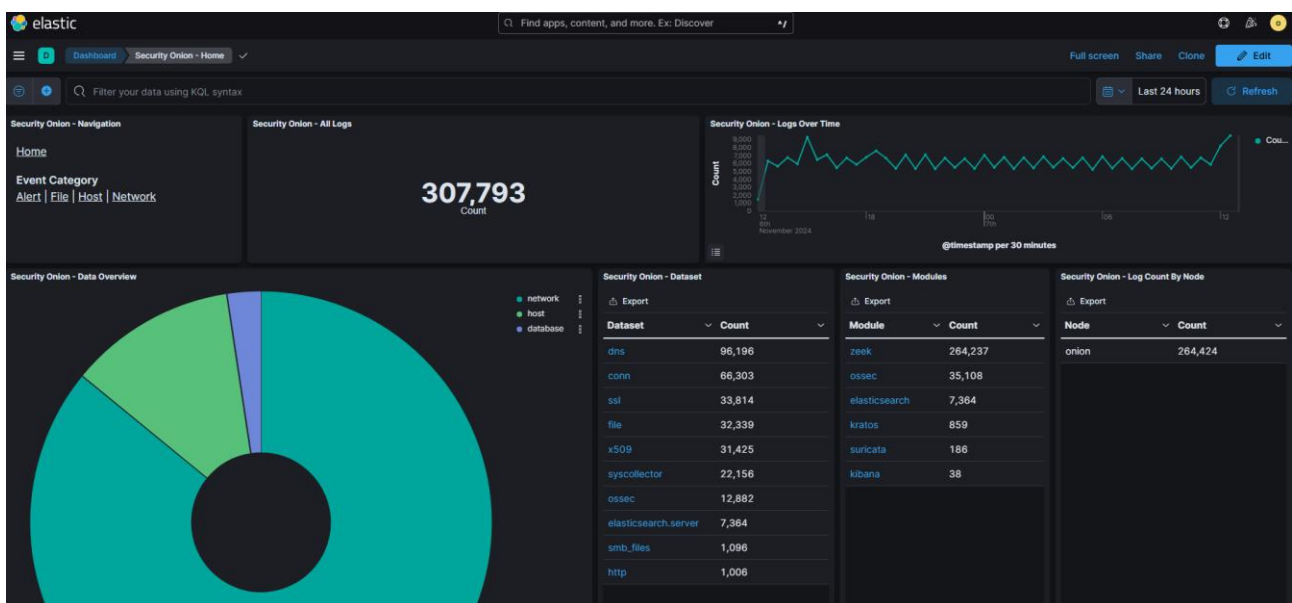 elastic
Find apps, content, and more. Ex: Discover
^/
D
Dashboard
Security Onion - Home
Full screen
Share
Clone
Edit
Filter your data using KQL syntax
Last 24 hours
Refresh
Security Onion - Navigation
Home
Event Category
Alert | File | Host | Network
Security Onion - All Logs
307,793
Count
Security Onion - Logs Over Time
Count
9,000
8,000
7,000
6,000
5,000
4,000
3,000
2,000
1,000
0
12
6th
November 2024
18
00
7th
06
12
@timestamp per 30 minutes
Cou...
Security Onion - Data Overview
network
host
database
Security Onion - Dataset
Export
Dataset Count
dns 96,196
conn 66,303
ssl 33,814
file 32,339
x509 31,425
syscollector 22,156
ossec 12,882
elasticsearch.server 7,364
smb_files 1,096
http 1,006
Security Onion - Modules
Export
Module Count
zeek 264,237
ossec 35,108
elasticsearch 7,364
kratos 859
suricata 186
kibana 38
Security Onion - Log Count By Node
Export
Node Count
onion 264,424